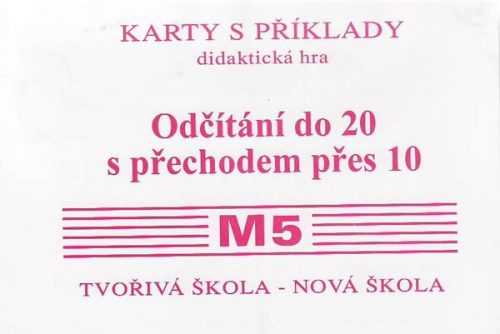 KARTY S PŘÍKLADY
didaktická hra
Odčítání do 20
s přechodem přes 10
M5
TVOŘIVÁ ŠKOLA - NOVÁ ŠKOLA